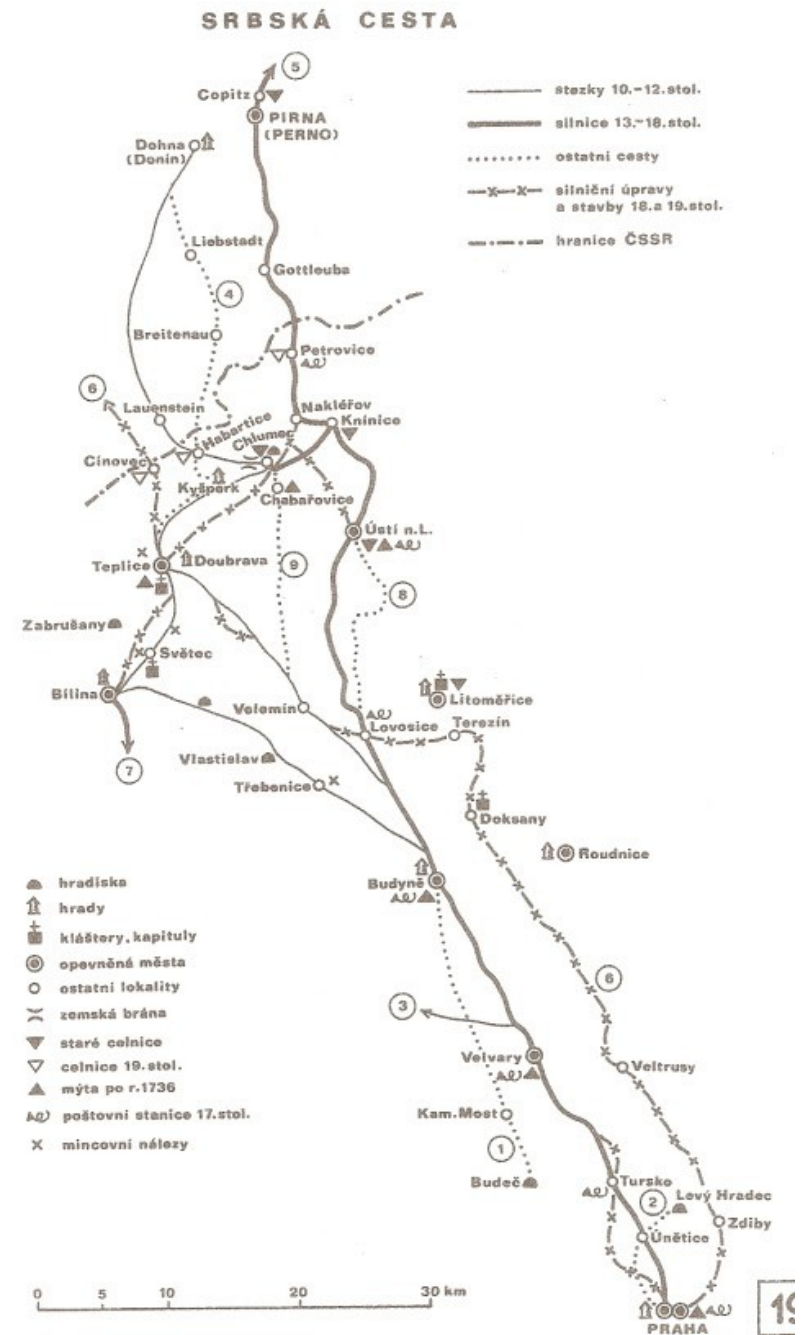 SRBSKÁ CESTA
5
Copitz
PIRNA
(PERNO)
Dohna
(Donín)
stezky 10.–12.stol.
silnice 13.–18.stol.
ostatní cesty
silniční úpravy
a stavby 18.a 19.stol.
hranice ČSSR
Liebstadt
Gottleuba
4
Breitenau
Petrovice
6
Lauenstein
Nakléřov
Knínice
Habartice
Chlumec
Cínovec
Kyšperk
Chabařovice
Ústí n.L.
Teplice
Doubrava
9
8
Zabrušany
Světec
Bílina
Litoměřice
Velemín
Lovosice
Terezín
7
Vlastislav
Třebenice
Doksany
Roudnice
Budyně
hradiska
hrady
kláštery, kapituly
opevněná města
ostatní lokality
zemská brána
staré celnice
celnice 19.stol.
mýta po r.1736
poštovní stanice 17.stol.
mincovní nálezy
6
3
Velvary
Veltrusy
Kam.Most
1
Budeč
Tursko
2
Levý Hradec
Zdiby
Únětice
0 5 10 20 30 km
PRAHA
19